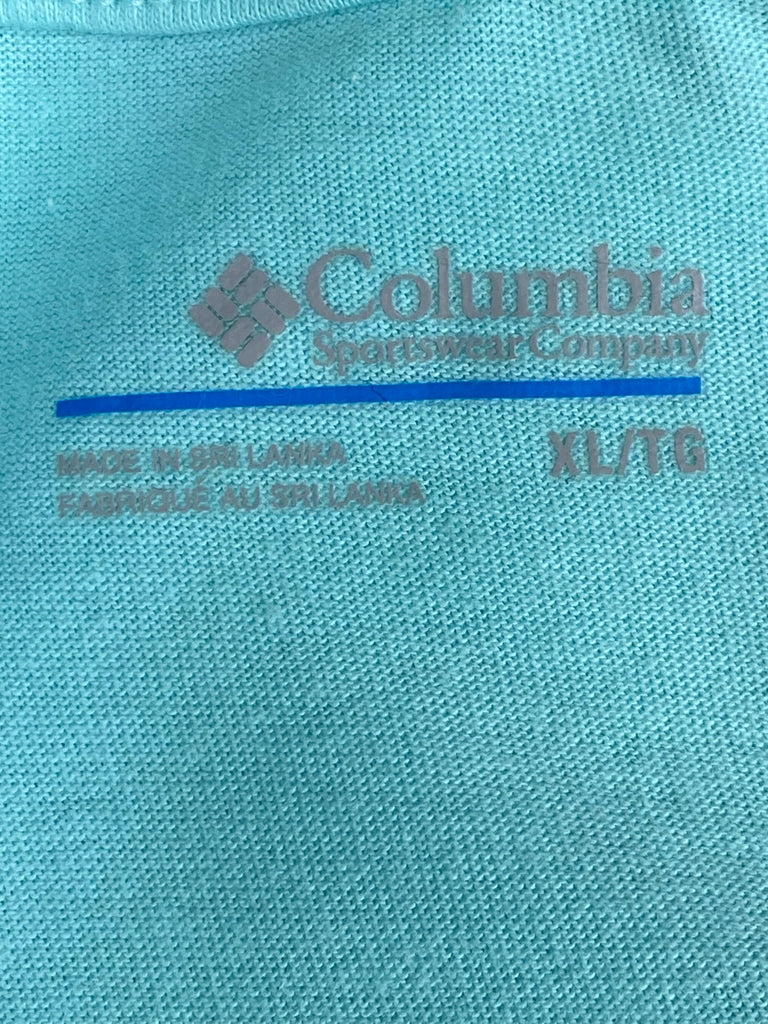 Columbia
Sportswear Company
XL/TG
MADE IN SRI LANKA
FABRIQUÉ AU SRI LANKA